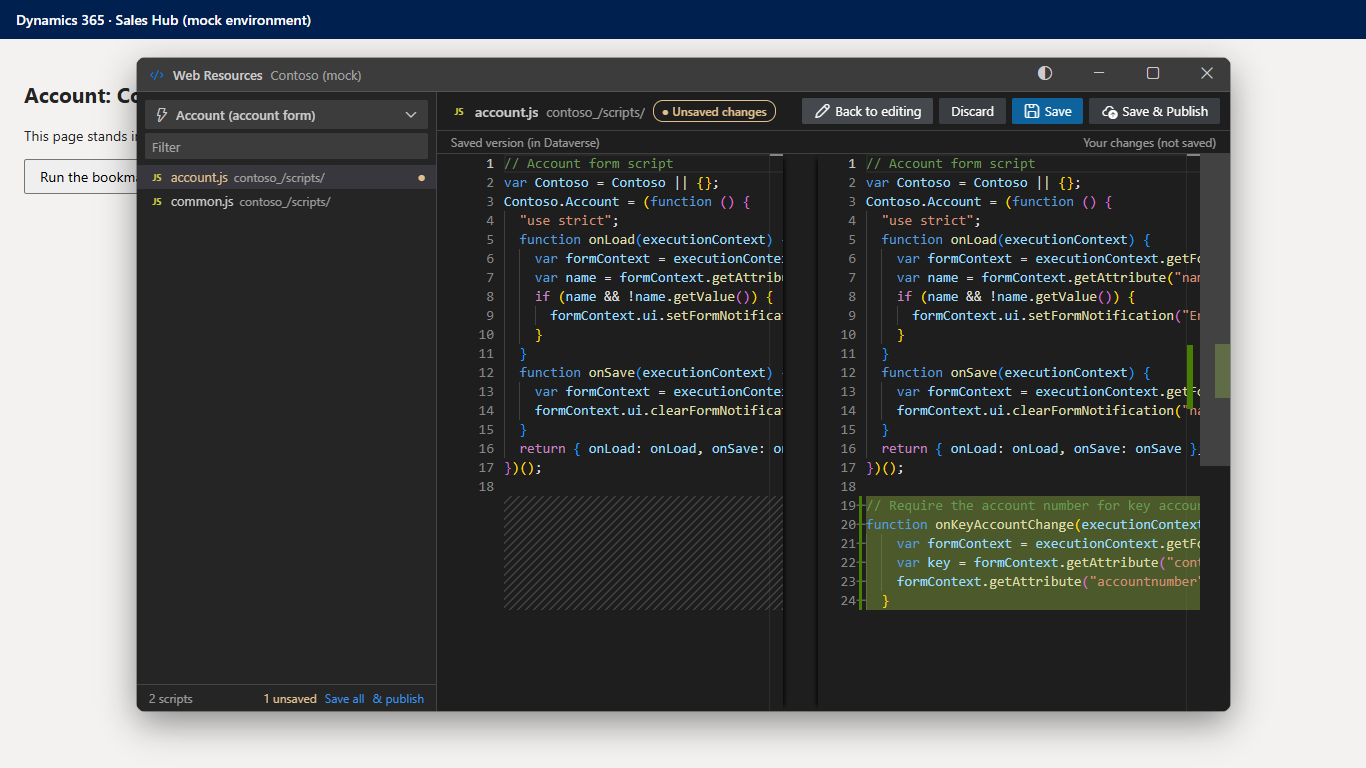 Dynamics 365 · Sales Hub (mock environment)
Account: Co
This page stands i
Run the bookma
</> Web Resources Contoso (mock)
Account (account form)
Filter
JS account.js contoso_/scripts/
JS common.js contoso_/scripts/
2 scripts 1 unsaved Save all & publish
JS account.js contoso_/scripts/ Unsaved changes Back to editing Discard Save Save & Publish
Saved version (in Dataverse)
1 // Account form script
2 var Contoso = Contoso || {};
3 Contoso.Account = (function () {
4 "use strict";
5 function onLoad(executionContext) {
6 var formContext = executionConte
7 var name = formContext.getAttribu
8 if (name && !name.getValue()) {
9 formContext.ui.setFormNotifica
10 }
11 }
12 function onSave(executionContext) {
13 var formContext = executionConte
14 formContext.ui.clearFormNotifica
15 }
16 return { onLoad: onLoad, onSave: o
17 })();
18
Your changes (not saved)
1 // Account form script
2 var Contoso = Contoso || {};
3 Contoso.Account = (function () {
4 "use strict";
5 function onLoad(executionContext) {
6 var formContext = executionContext.getFo
7 var name = formContext.getAttribute("nam
8 if (name && !name.getValue()) {
9 formContext.ui.setFormNotification("En
10 }
11 }
12 function onSave(executionContext) {
13 var formContext = executionContext.getFo
14 formContext.ui.clearFormNotification("na
15 }
16 return { onLoad: onLoad, onSave: onSave };
17 })();
18
19 // Require the account number for key accou
20 function onKeyAccountChange(executionContext
21 var formContext = executionContext.getFo
22 var key = formContext.getAttribute("cont
23 formContext.getAttribute("accountnumber"
24 }